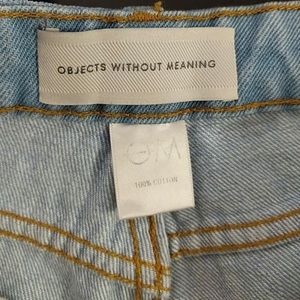 OBJECTS WITHOUT MEANING
OM
100% COTTON